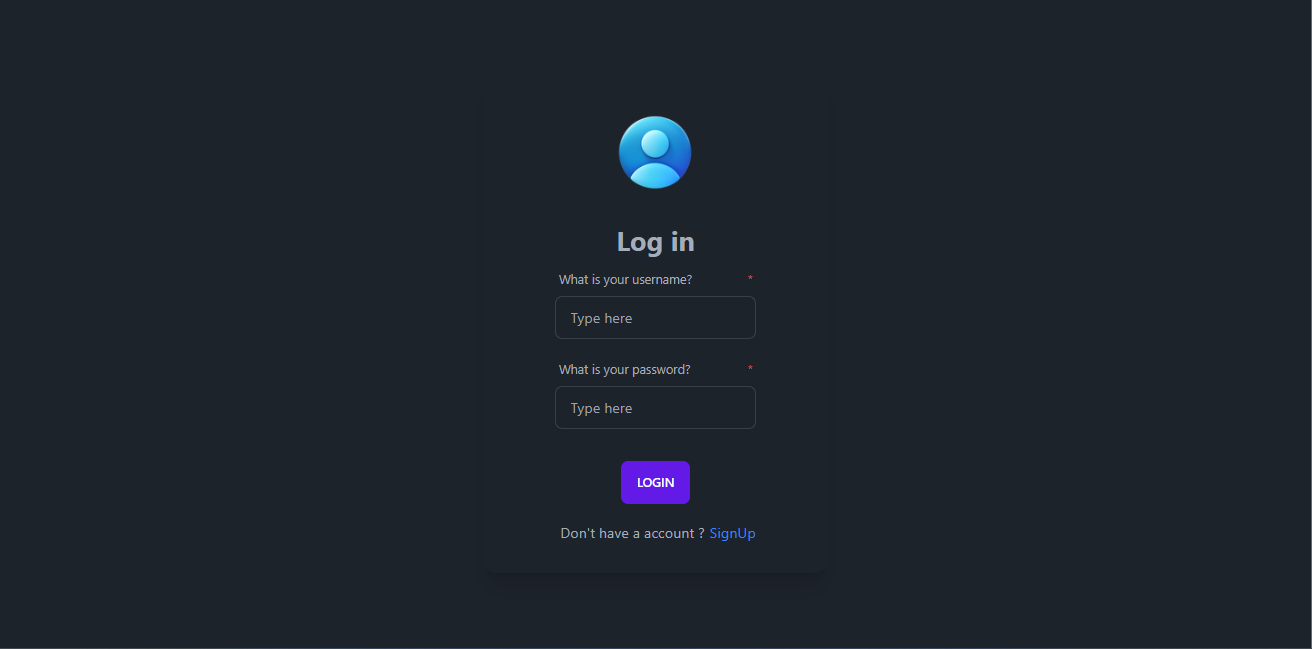 Log in
What is your username? *
Type here
What is your password? *
Type here
LOGIN
Don't have a account ? SignUp